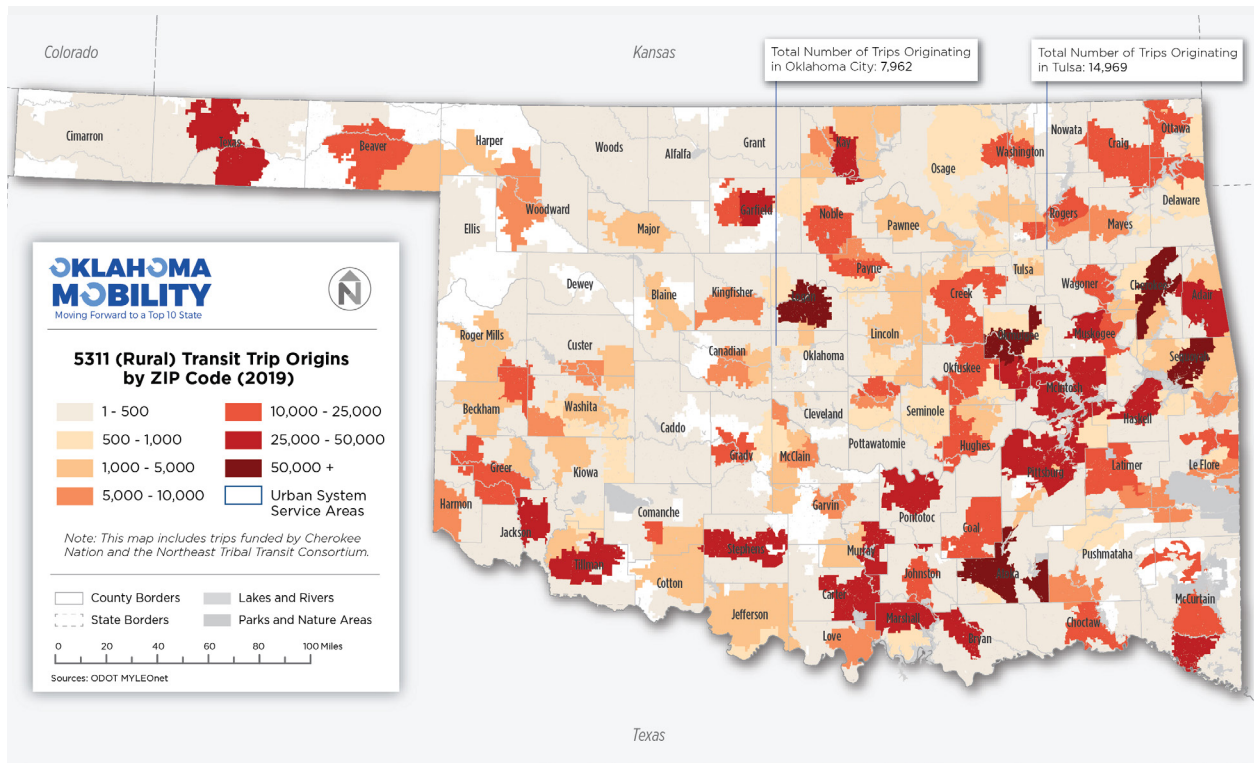 Colorado
Kansas
Total Number of Trips Originating
in Oklahoma City: 7,962
Total Number of Trips Originating
in Tulsa: 14,969
Cimarron
Texas
Beaver
Harper
Woods
Alfalfa
Grant
Kay
Osage
Washington
Nowata
Craig
Ottawa
Ellis
Woodward
Major
Garfield
Noble
Pawnee
Rogers
Mayes
Delaware
Dewey
Blaine
Kingfisher
Logan
Payne
Creek
Tulsa
Wagoner
Cherokee
Adair
Roger Mills
Custer
Canadian
Oklahoma
Lincoln
Okfuskee
Okmulgee
Muskogee
McIntosh
Sequoyah
Beckham
Washita
Caddo
Grady
Cleveland
McClain
Pottawatomie
Seminole
Hughes
Pittsburg
Haskell
Latimer
Le Flore
Greer
Kiowa
Harmon
Jackson
Comanche
Tillman
Cotton
Stephens
Garvin
Murray
Pontotoc
Coal
Johnston
Atoka
Pushmataha
McCurtain
Jefferson
Carter
Love
Marshall
Bryan
Choctaw
OKLAHOMA
MOBILITY
Moving Forward to a Top 10 State
N
5311 (Rural) Transit Trip Origins
by ZIP Code (2019)
1 - 500
500 - 1,000
1,000 - 5,000
5,000 - 10,000
10,000 - 25,000
25,000 - 50,000
50,000 +
Urban System
Service Areas
Note: This map includes trips funded by Cherokee
Nation and the Northeast Tribal Transit Consortium.
County Borders
State Borders
Lakes and Rivers
Parks and Nature Areas
0 20 40 60 80 100 Miles
Sources: ODOT MYLEOnet
Texas